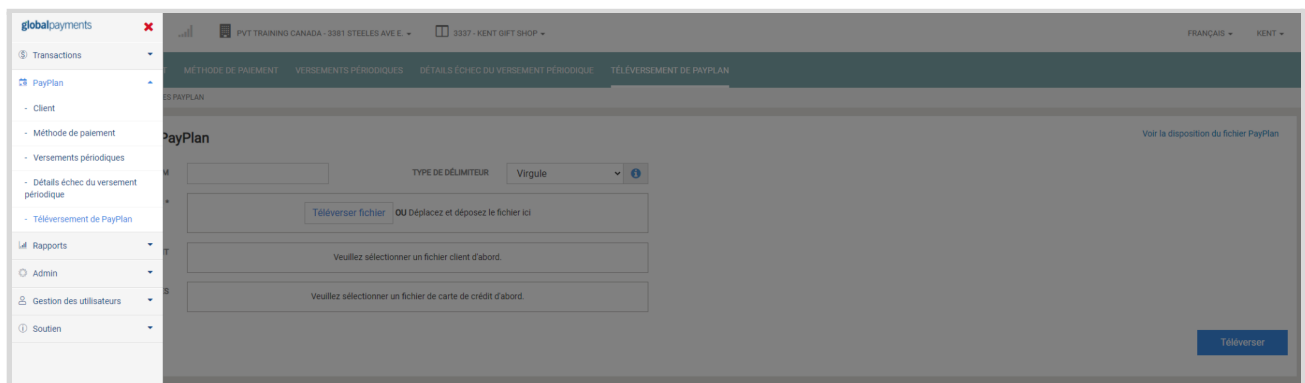 globalpayments
PVT TRAINING CANADA - 3381 STEELES AVE E.
3337 - KENT GIFT SHOP
FRANÇAIS
KENT
Transactions
PayPlan
- Client
- Méthode de paiement
- Versements périodiques
- Détails échec du versement
périodique
- Téléversement de PayPlan
Rapports
Admin
Gestion des utilisateurs
Soutien
MÉTHODE DE PAIEMENT VERSEMENTS PÉRIODIQUES DÉTAILS ÉCHEC DU VERSEMENT PÉRIODIQUE TÉLÉVERSEMENT DE PAYPLAN
PAYPLAN
PayPlan
Voir la disposition du fichier PayPlan
TYPE DE DÉLIMITEUR Virgule
*
Téléverser fichier OU Déplacez et déposez le fichier ici
Veuillez sélectionner un fichier client d'abord.
Veuillez sélectionner un fichier de carte de crédit d'abord.
Téléverser